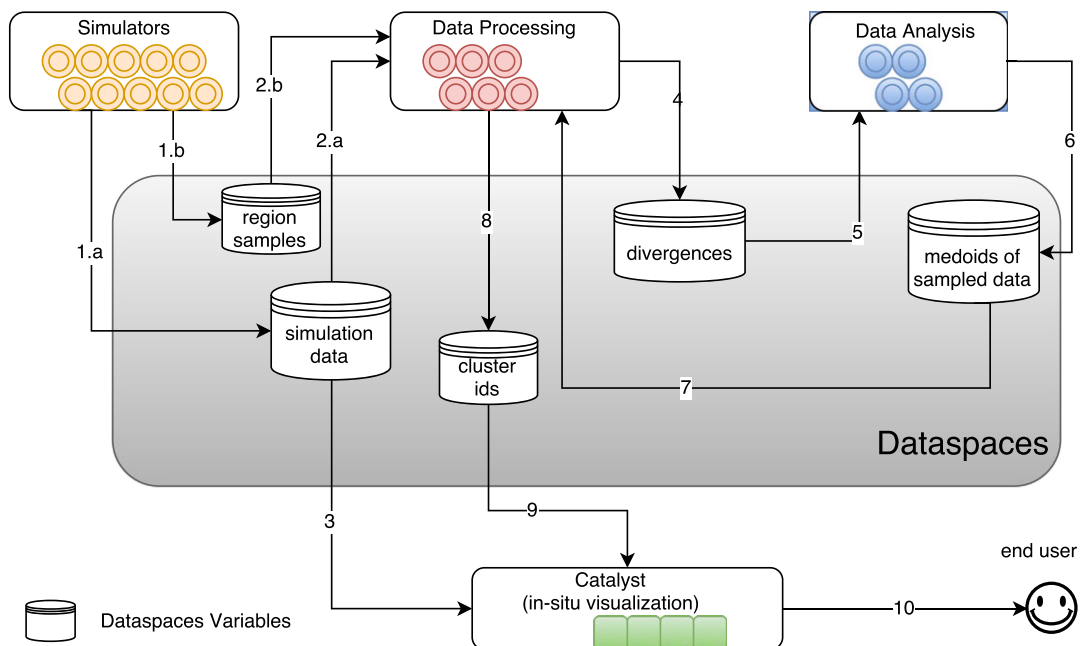 Simulators
Data Processing
Data Analysis
2.b
4
2.a
6
1.b
region
samples
8
divergences
5
medoids of
sampled data
1.a
simulation
data
cluster
ids
7
Dataspaces
3
9
end user
Catalyst
(in-situ visualization)
10
Dataspaces Variables